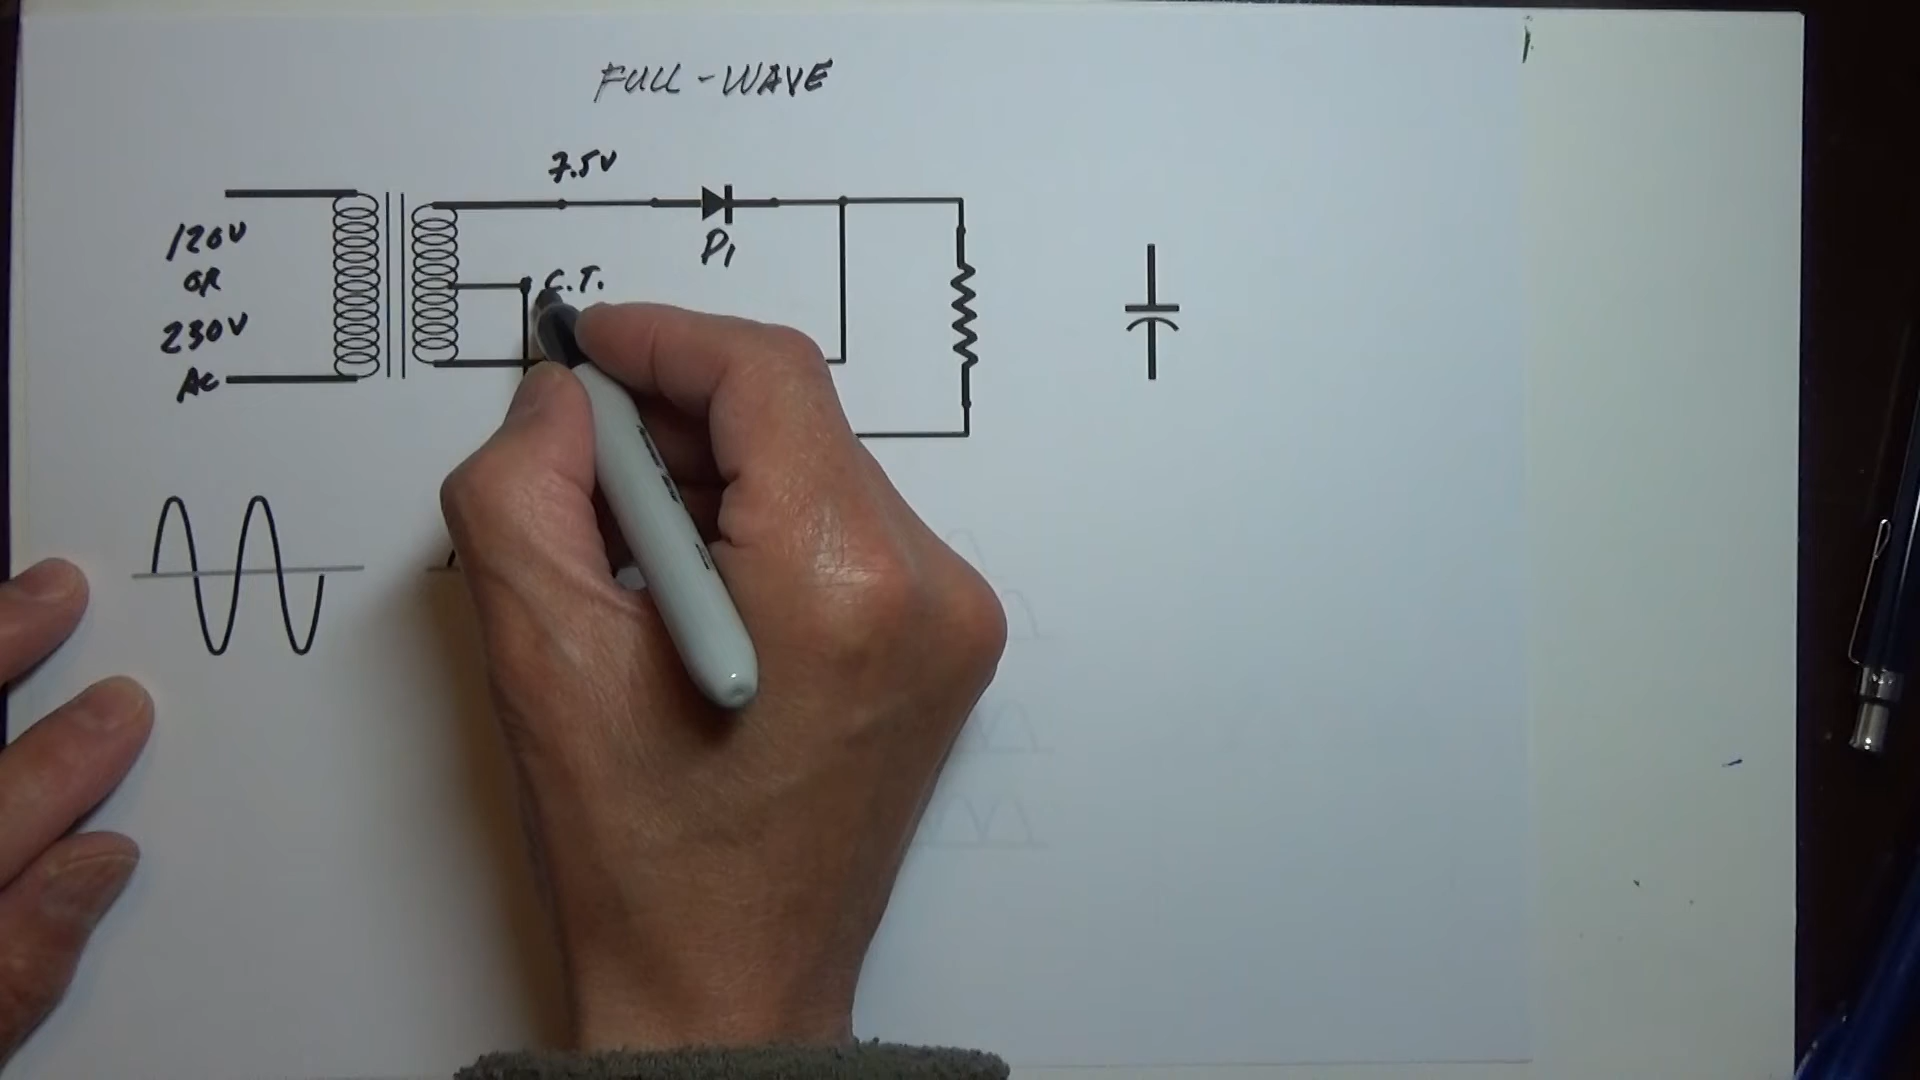 FULL-WAVE
7.5V
120V
OR
230V
AC
D1
C.T.